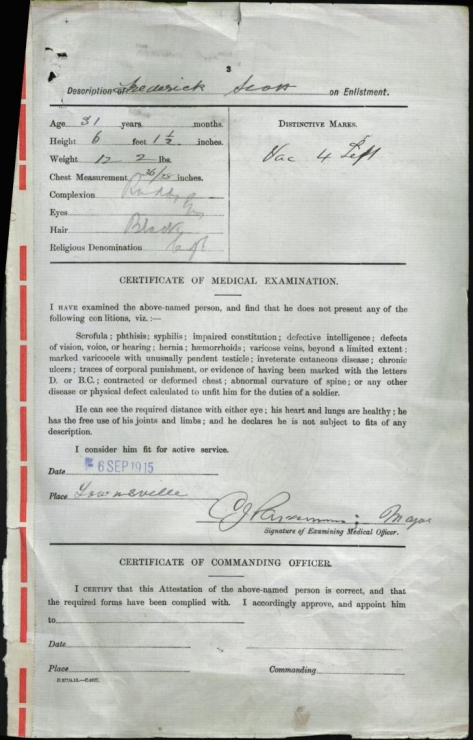 3
Description of Frederick Scott on Enlistment.
Age 31 years months.
Height 6 feet 1 ½ inches.
Weight 12 2 lbs.
Chest Measurement inches.
Complexion
Eyes
Hair Black
Religious Denomination C of E
DISTINCTIVE MARKS.
Vac 4 Left
CERTIFICATE OF MEDICAL EXAMINATION.
I HAVE examined the above-named person, and find that he does not present any of the
following con litions, viz. :—
Scrofula; phthisis; syphilis; impaired constitution; defective intelligence; defects
of vision, voice, or hearing; hernia; hæmorrhoids; varicose veins, beyond a limited extent;
marked varicocele with unusually pendent testicle; inveterate cutaneous disease; chronic
ulcers; traces of corporal punishment, or evidence of having been marked with the letters
D. or B.C.; contracted or deformed chest; abnormal curvature of spine; or any other
disease or physical defect calculated to unfit him for the duties of a soldier.
He can see the required distance with either eye; his heart and lungs are healthy; he
has the free use of his joints and limbs; and he declares he is not subject to fits of any
description.
I consider him fit for active service.
Date 6 SEP 1915
Place Townsville
Major
Signature of Examining Medical Officer.
CERTIFICATE OF COMMANDING OFFICER.
I CERTIFY that this Attestation of the above-named person is correct, and that
the required forms have been complied with. I accordingly approve, and appoint him
to
Date
Place Commanding